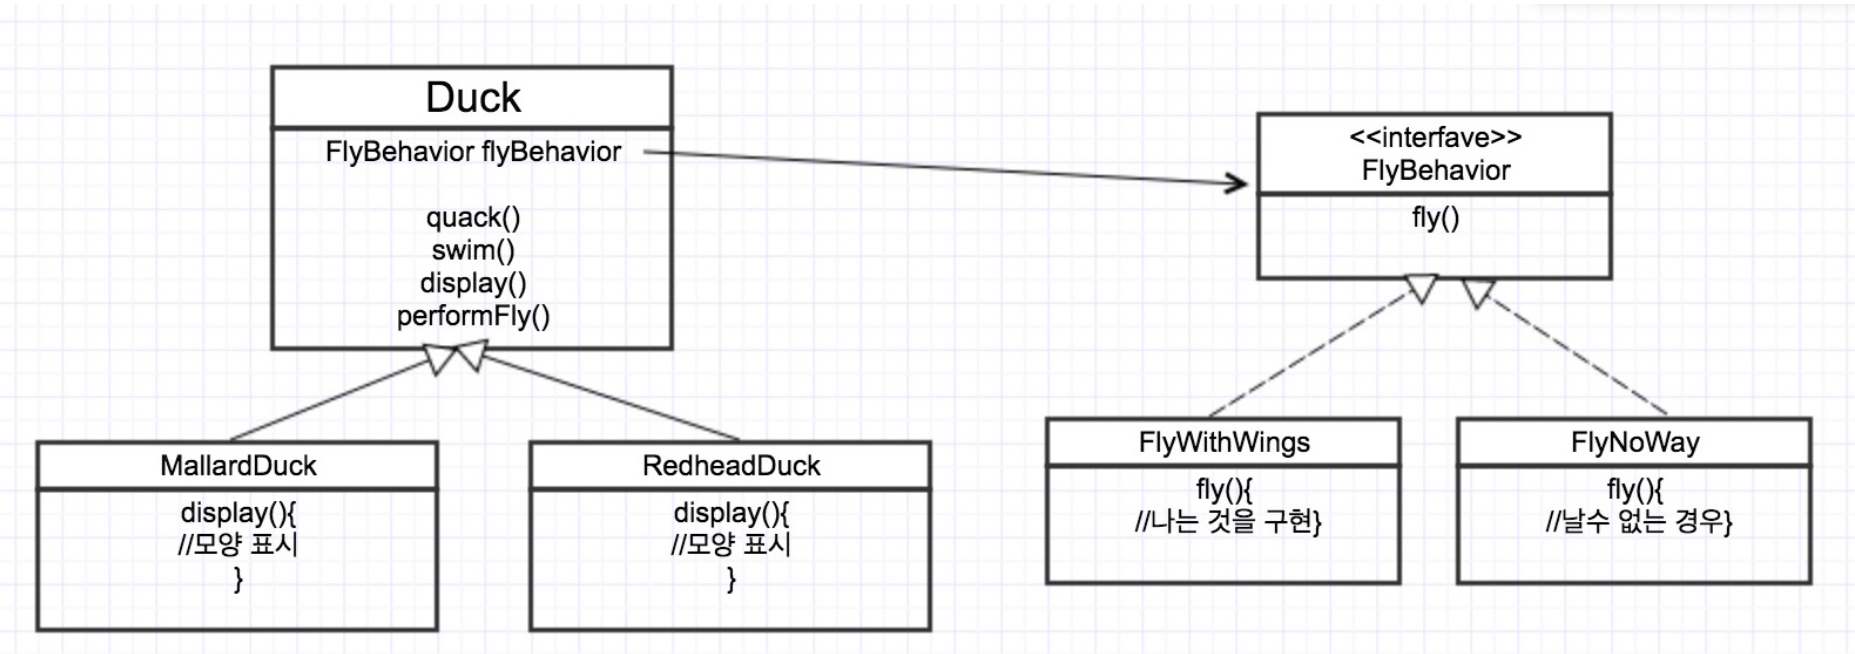 Duck
FlyBehavior flyBehavior
quack()
swim()
display()
performFly()
<<interfave>>
FlyBehavior
fly()
MallardDuck
display(){
//모양 표시
}
RedheadDuck
display(){
//모양 표시
}
FlyWithWings
fly(){
//나는 것을 구현}
FlyNoWay
fly(){
//날수 없는 경우}